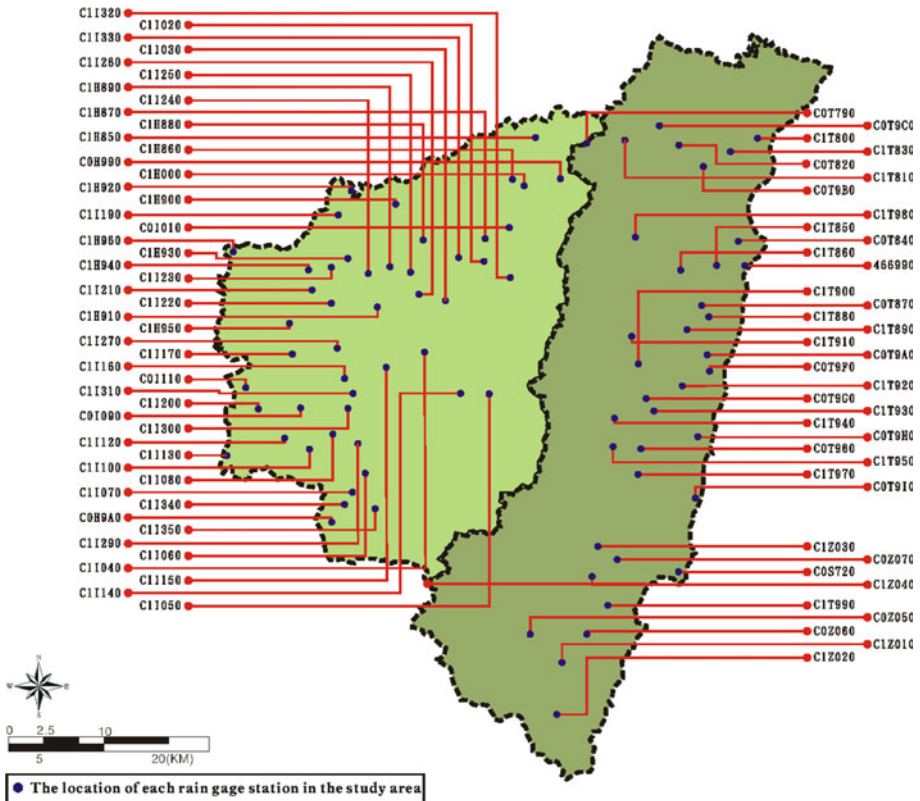 C1I320
C1I020
C1I330
C1I030
C1I260
C1I250
C1H890
C1I240
C1H870
C1H880
C1H850
C1H860
C0H990
C1H000
C1H920
C1H900
C1I190
CQ1010
C1H960
C1H930
C1H940
C1I230
C1I210
C1I220
C1H910
C1H950
C1I270
C1I170
C1I160
CQ1110
C1I310
C1I200
C0I090
C1I300
C1I120
C1I130
C1I100
C1I080
C1I070
C1I340
C0H9A0
C1I350
C1I290
C1I060
C1I040
C1I150
C1I140
C1I050
C0T790
C0T9C0
C1T800
C1T830
C0T820
C1T810
C0T9B0
C1T980
C1T850
C0T840
C1T860
466990
C1T900
C0T870
C1T880
C1T890
C1T910
C0T9A0
C0T9F0
C1T920
C0T9G0
C1T930
C1T940
C0T9H0
C0T960
C1T950
C1T970
C0T9I0
C1Z030
C0Z070
C0S720
C1Z040
C1T990
C0Z050
C0Z060
C1Z010
C1Z020
N
W E
S
0 2.5 10
5 20(KM)
The location of each rain gage station in the study area